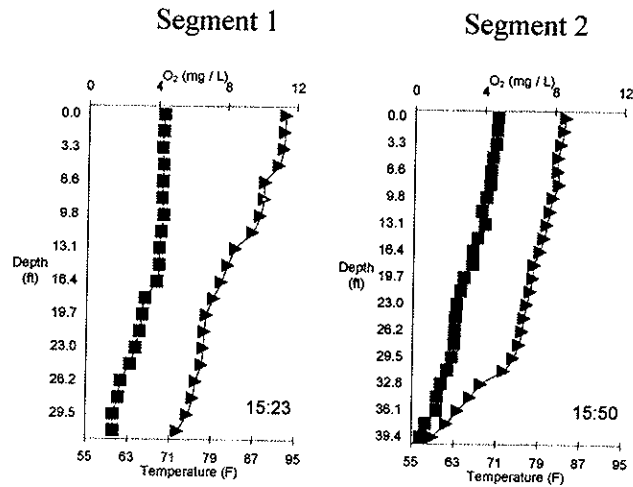 Segment 1
O₂ (mg / L)
0 4 8 12
0.0
3.3
6.6
9.8
13.1
16.4
19.7
23.0
26.2
29.5
Depth
(ft)
15:23
55 63 71 79 87 95
Temperature (F)
Segment 2
O₂ (mg / L)
0 4 8 12
0.0
3.3
6.6
9.8
13.1
16.4
19.7
23.0
26.2
29.5
32.8
36.1
39.4
Depth
(ft)
15:50
55 63 71 79 87 95
Temperature (F)